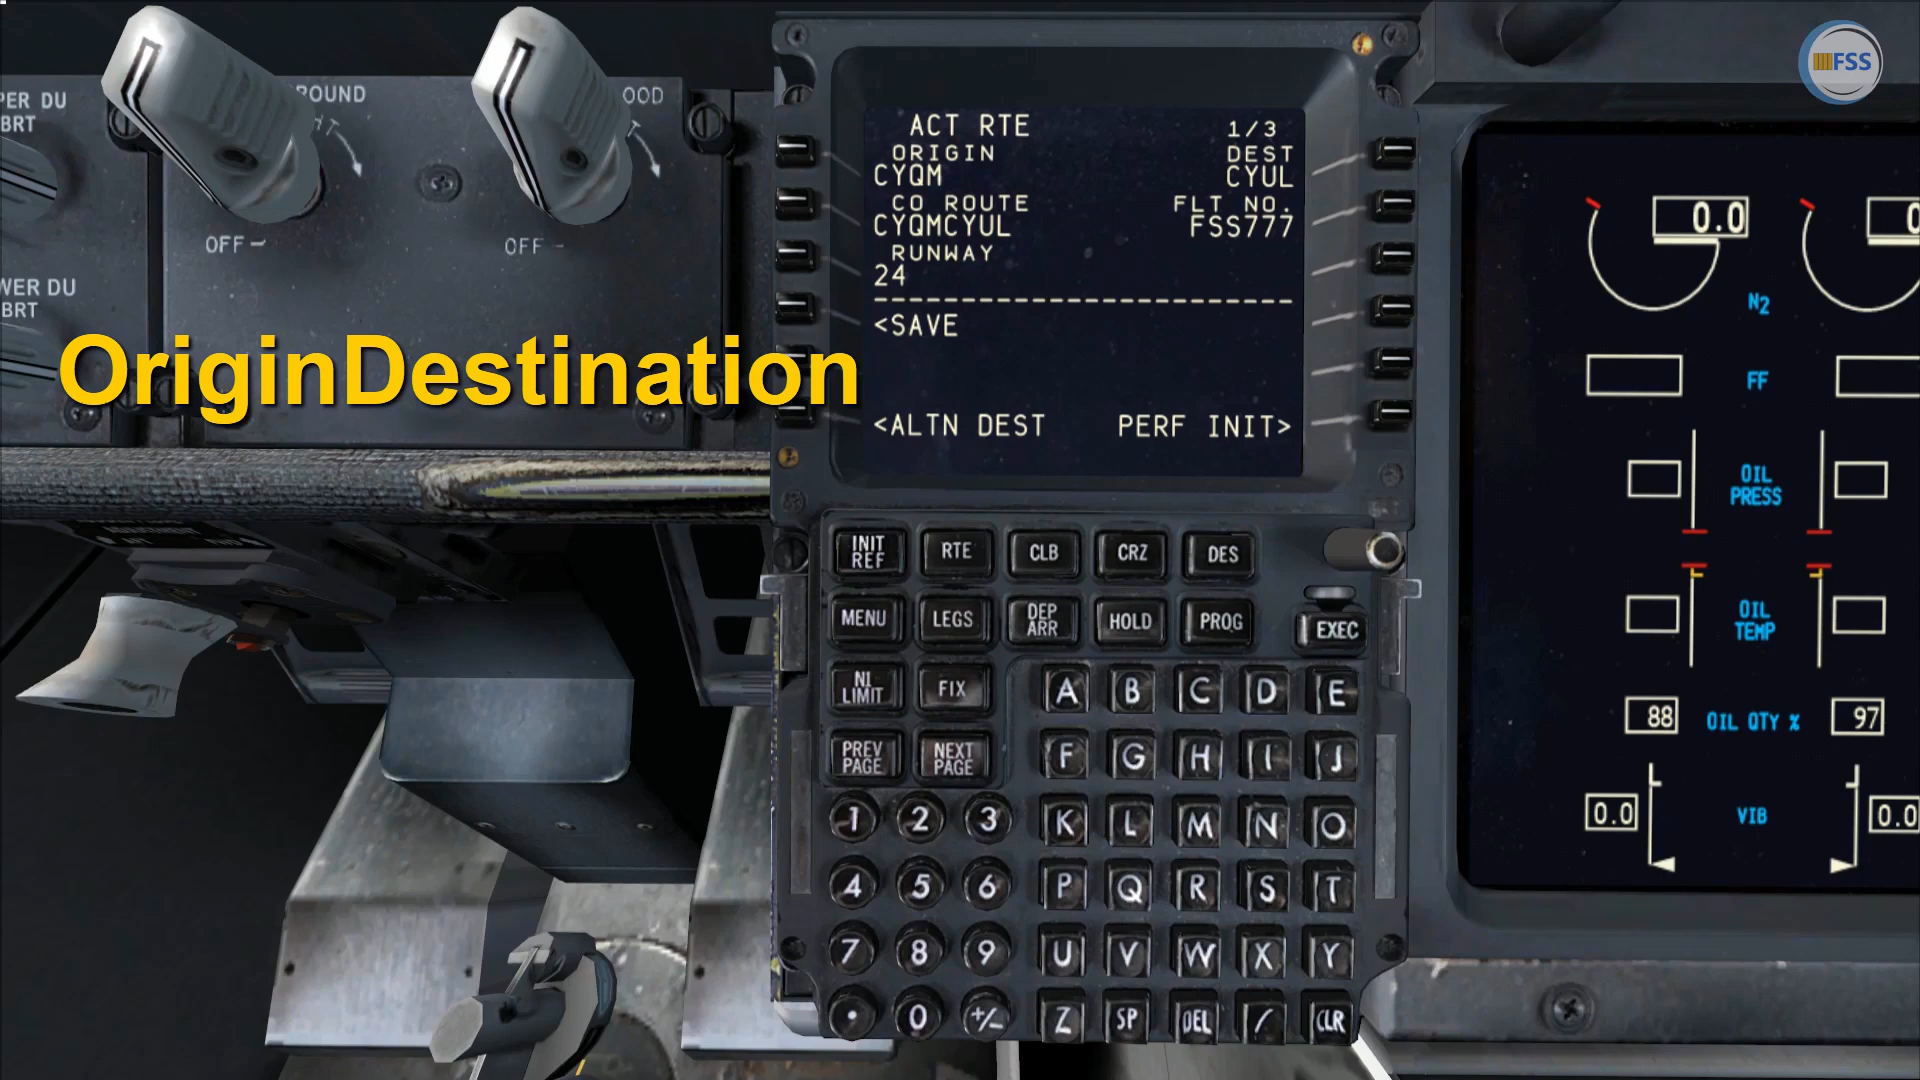 FSS
PER DU
BRT
ROUND
OOD
OFF
OFF
WER DU
BRT
OriginDestination
ACT RTE 1/3
ORIGIN DEST
CYQM CYUL
CO ROUTE FLT NO.
CYQMCYUL FSS777
RUNWAY
24
------------------------
<SAVE
<ALTN DEST PERF INIT>
INIT REF
RTE
CLB
CRZ
DES
MENU
LEGS
DEP ARR
HOLD
PROG
EXEC
N1 LIMIT
FIX
A B C D E
PREV PAGE
NEXT PAGE
F G H I J
1 2 3 K L M N O
4 5 6 P Q R S T
7 8 9 U V W X Y
. 0 +/- Z SP DEL / CLR
0.0 0
N2
FF
OIL
PRESS
OIL
TEMP
88 OIL QTY % 97
0.0 VIB 0.0